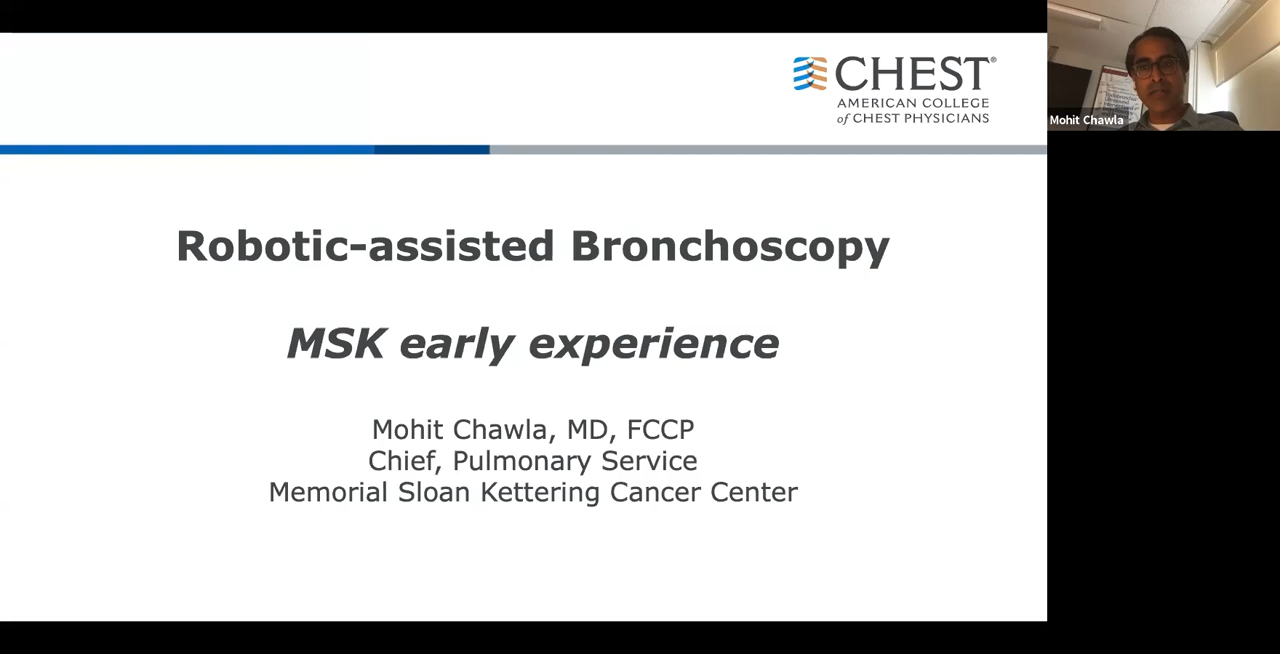 CHEST®
AMERICAN COLLEGE
of CHEST PHYSICIANS
Robotic-assisted Bronchoscopy
MSK early experience
Mohit Chawla, MD, FCCP
Chief, Pulmonary Service
Memorial Sloan Kettering Cancer Center
Mohit Chawla